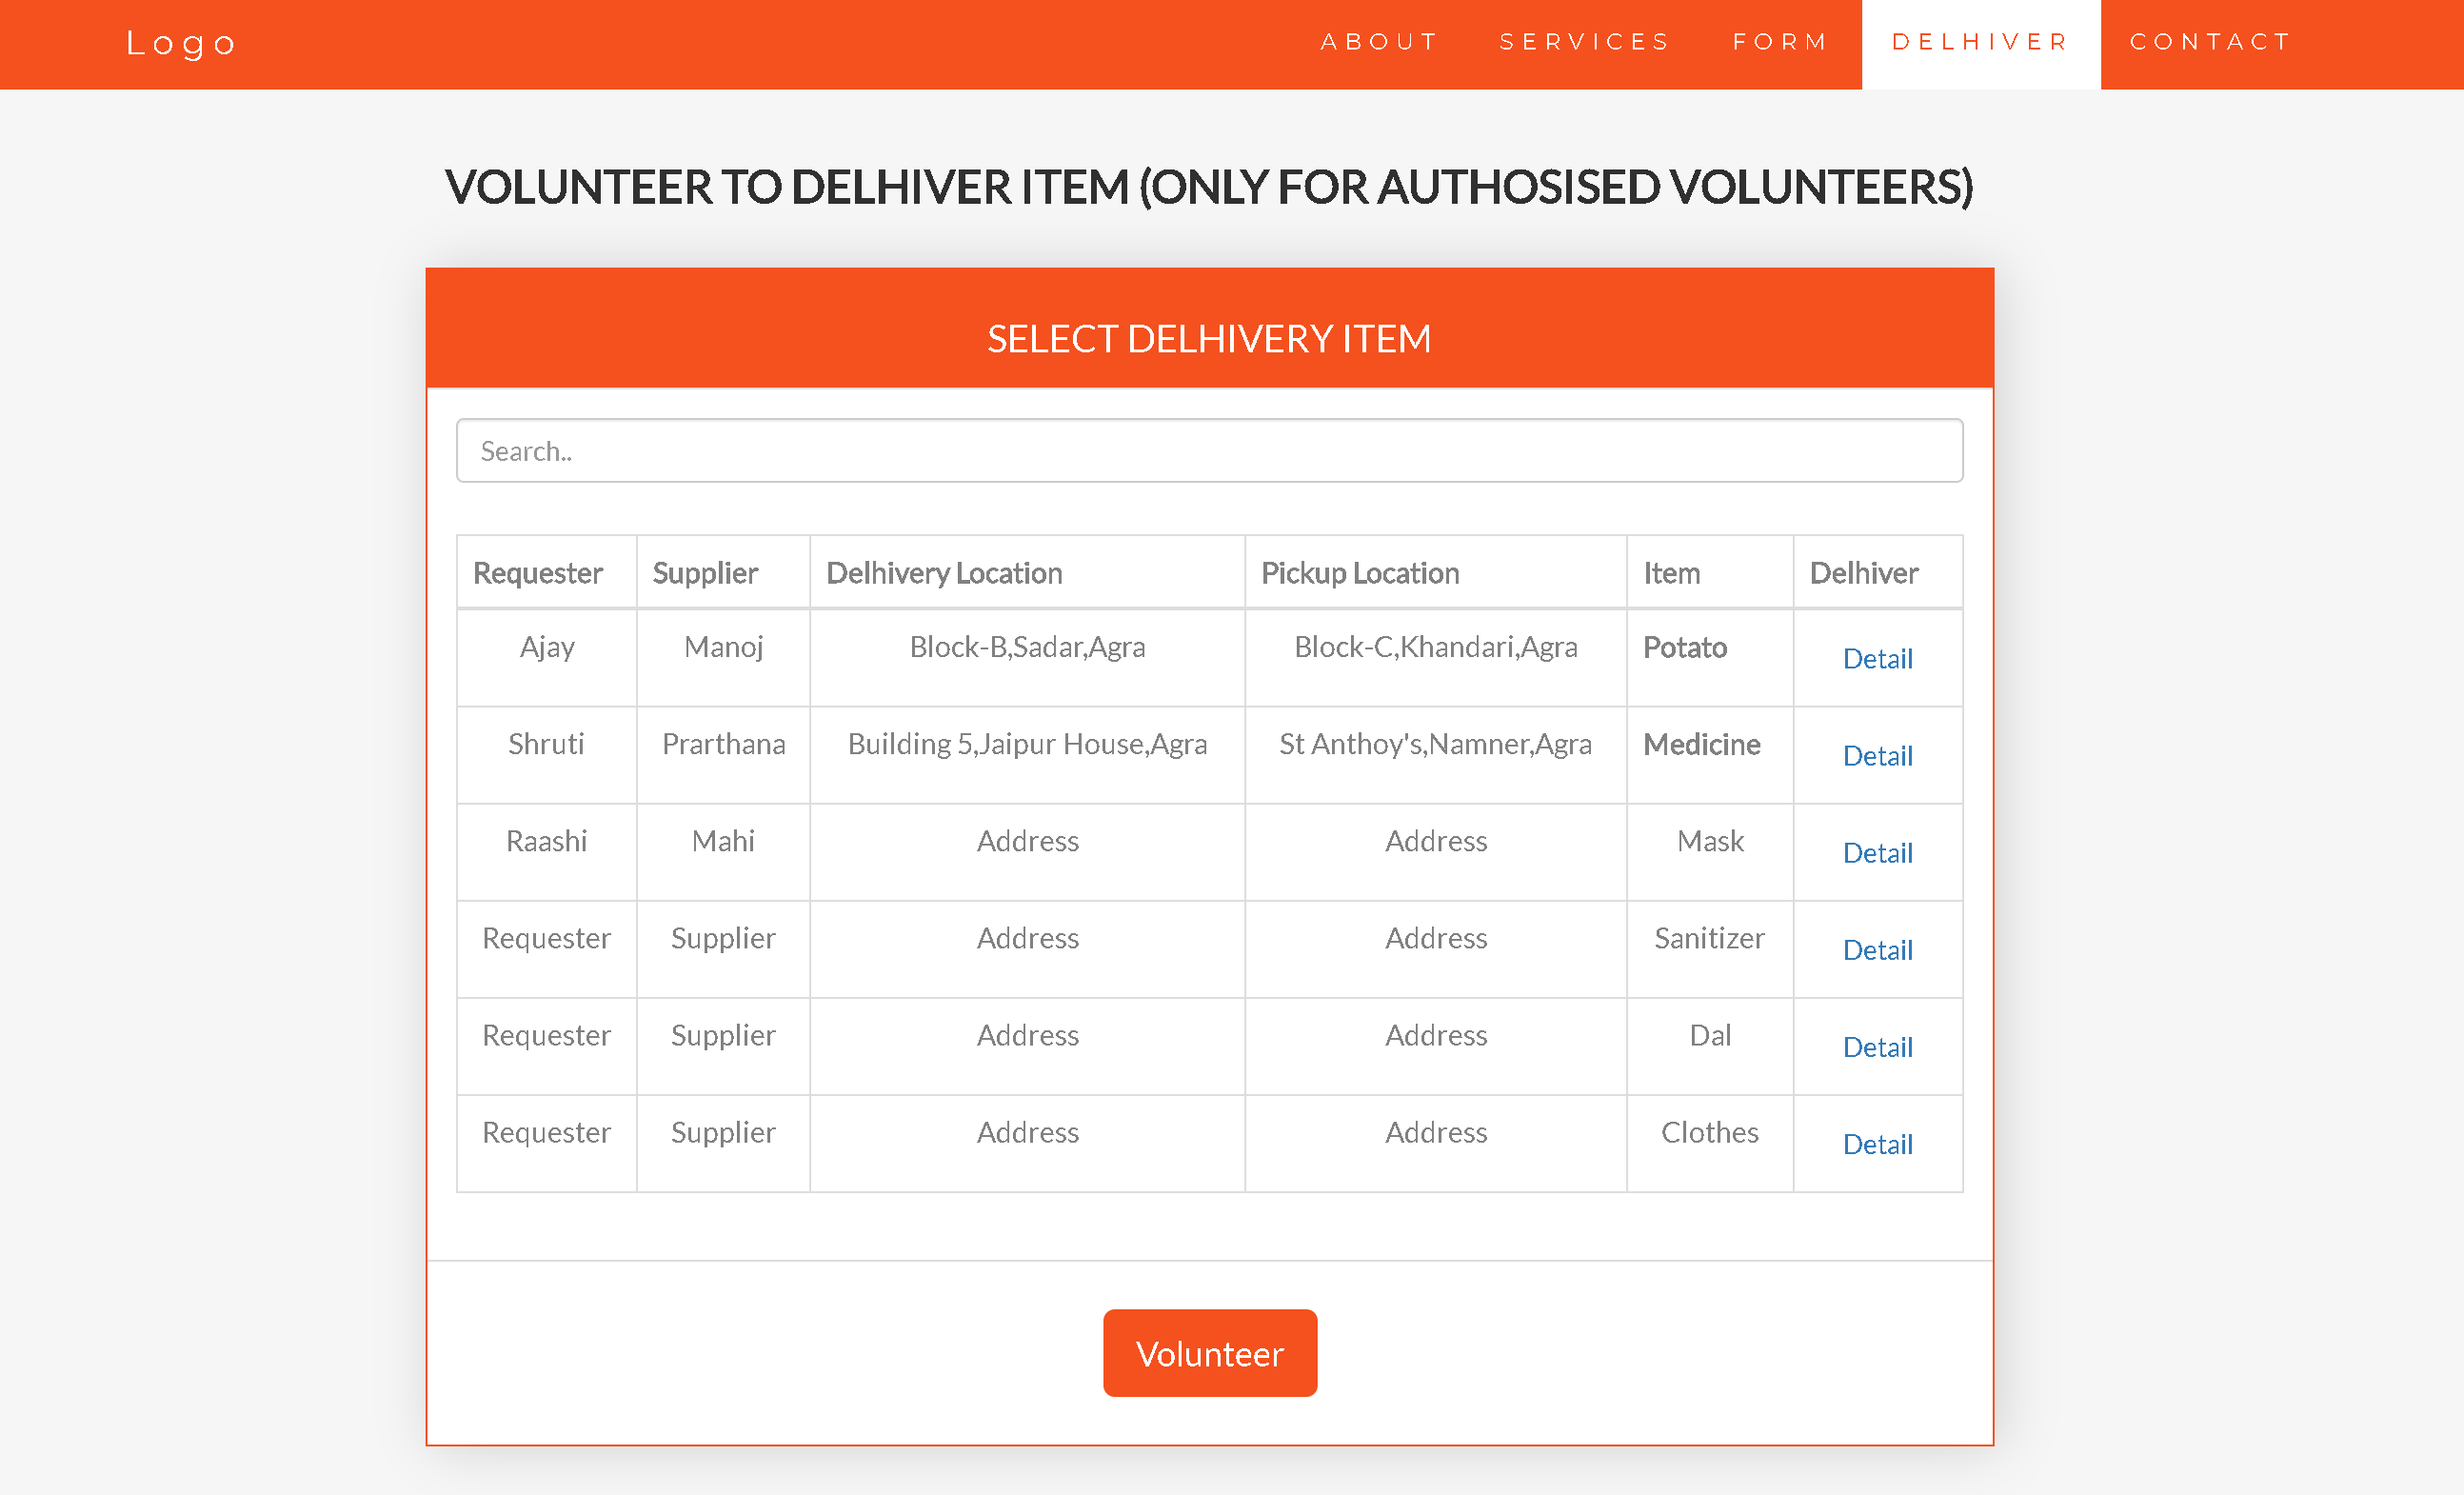 Logo
ABOUT SERVICES FORM DELHIVER CONTACT
VOLUNTEER TO DELHIVER ITEM (ONLY FOR AUTHOSISED VOLUNTEERS)
SELECT DELHIVERY ITEM
Search..
Requester Supplier Delhivery Location Pickup Location Item Delhiver
Ajay Manoj Block-B,Sadar,Agra Block-C,Khandari,Agra Potato Detail
Shruti Prarthana Building 5,Jaipur House,Agra St Anthoy's,Namner,Agra Medicine Detail
Raashi Mahi Address Address Mask Detail
Requester Supplier Address Address Sanitizer Detail
Requester Supplier Address Address Dal Detail
Requester Supplier Address Address Clothes Detail
Volunteer